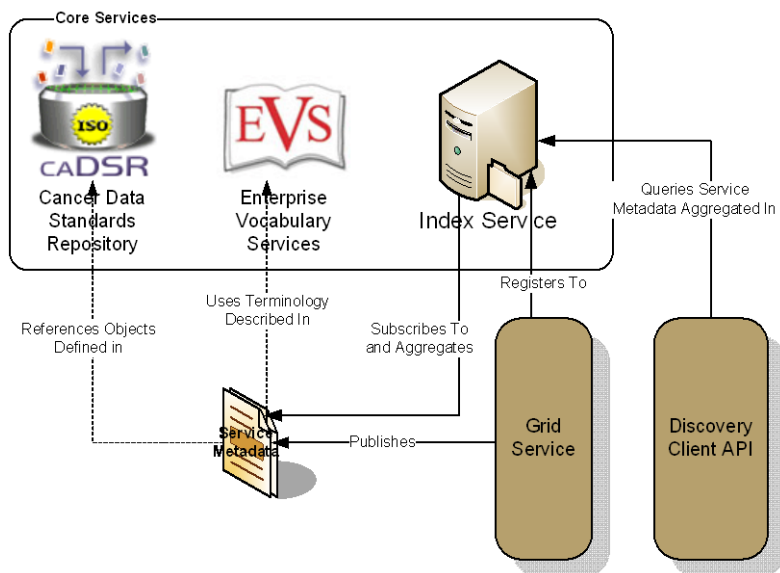 Core Services
ISO
caDSR
Cancer Data
Standards
Repository
EVS
Enterprise
Vocabulary
Services
Index Service
Queries Service
Metadata Aggregated In
Registers To
References Objects
Defined in
Uses Terminology
Described In
Subscribes To
and Aggregates
Service
Metadata
Publishes
Grid
Service
Discovery
Client API